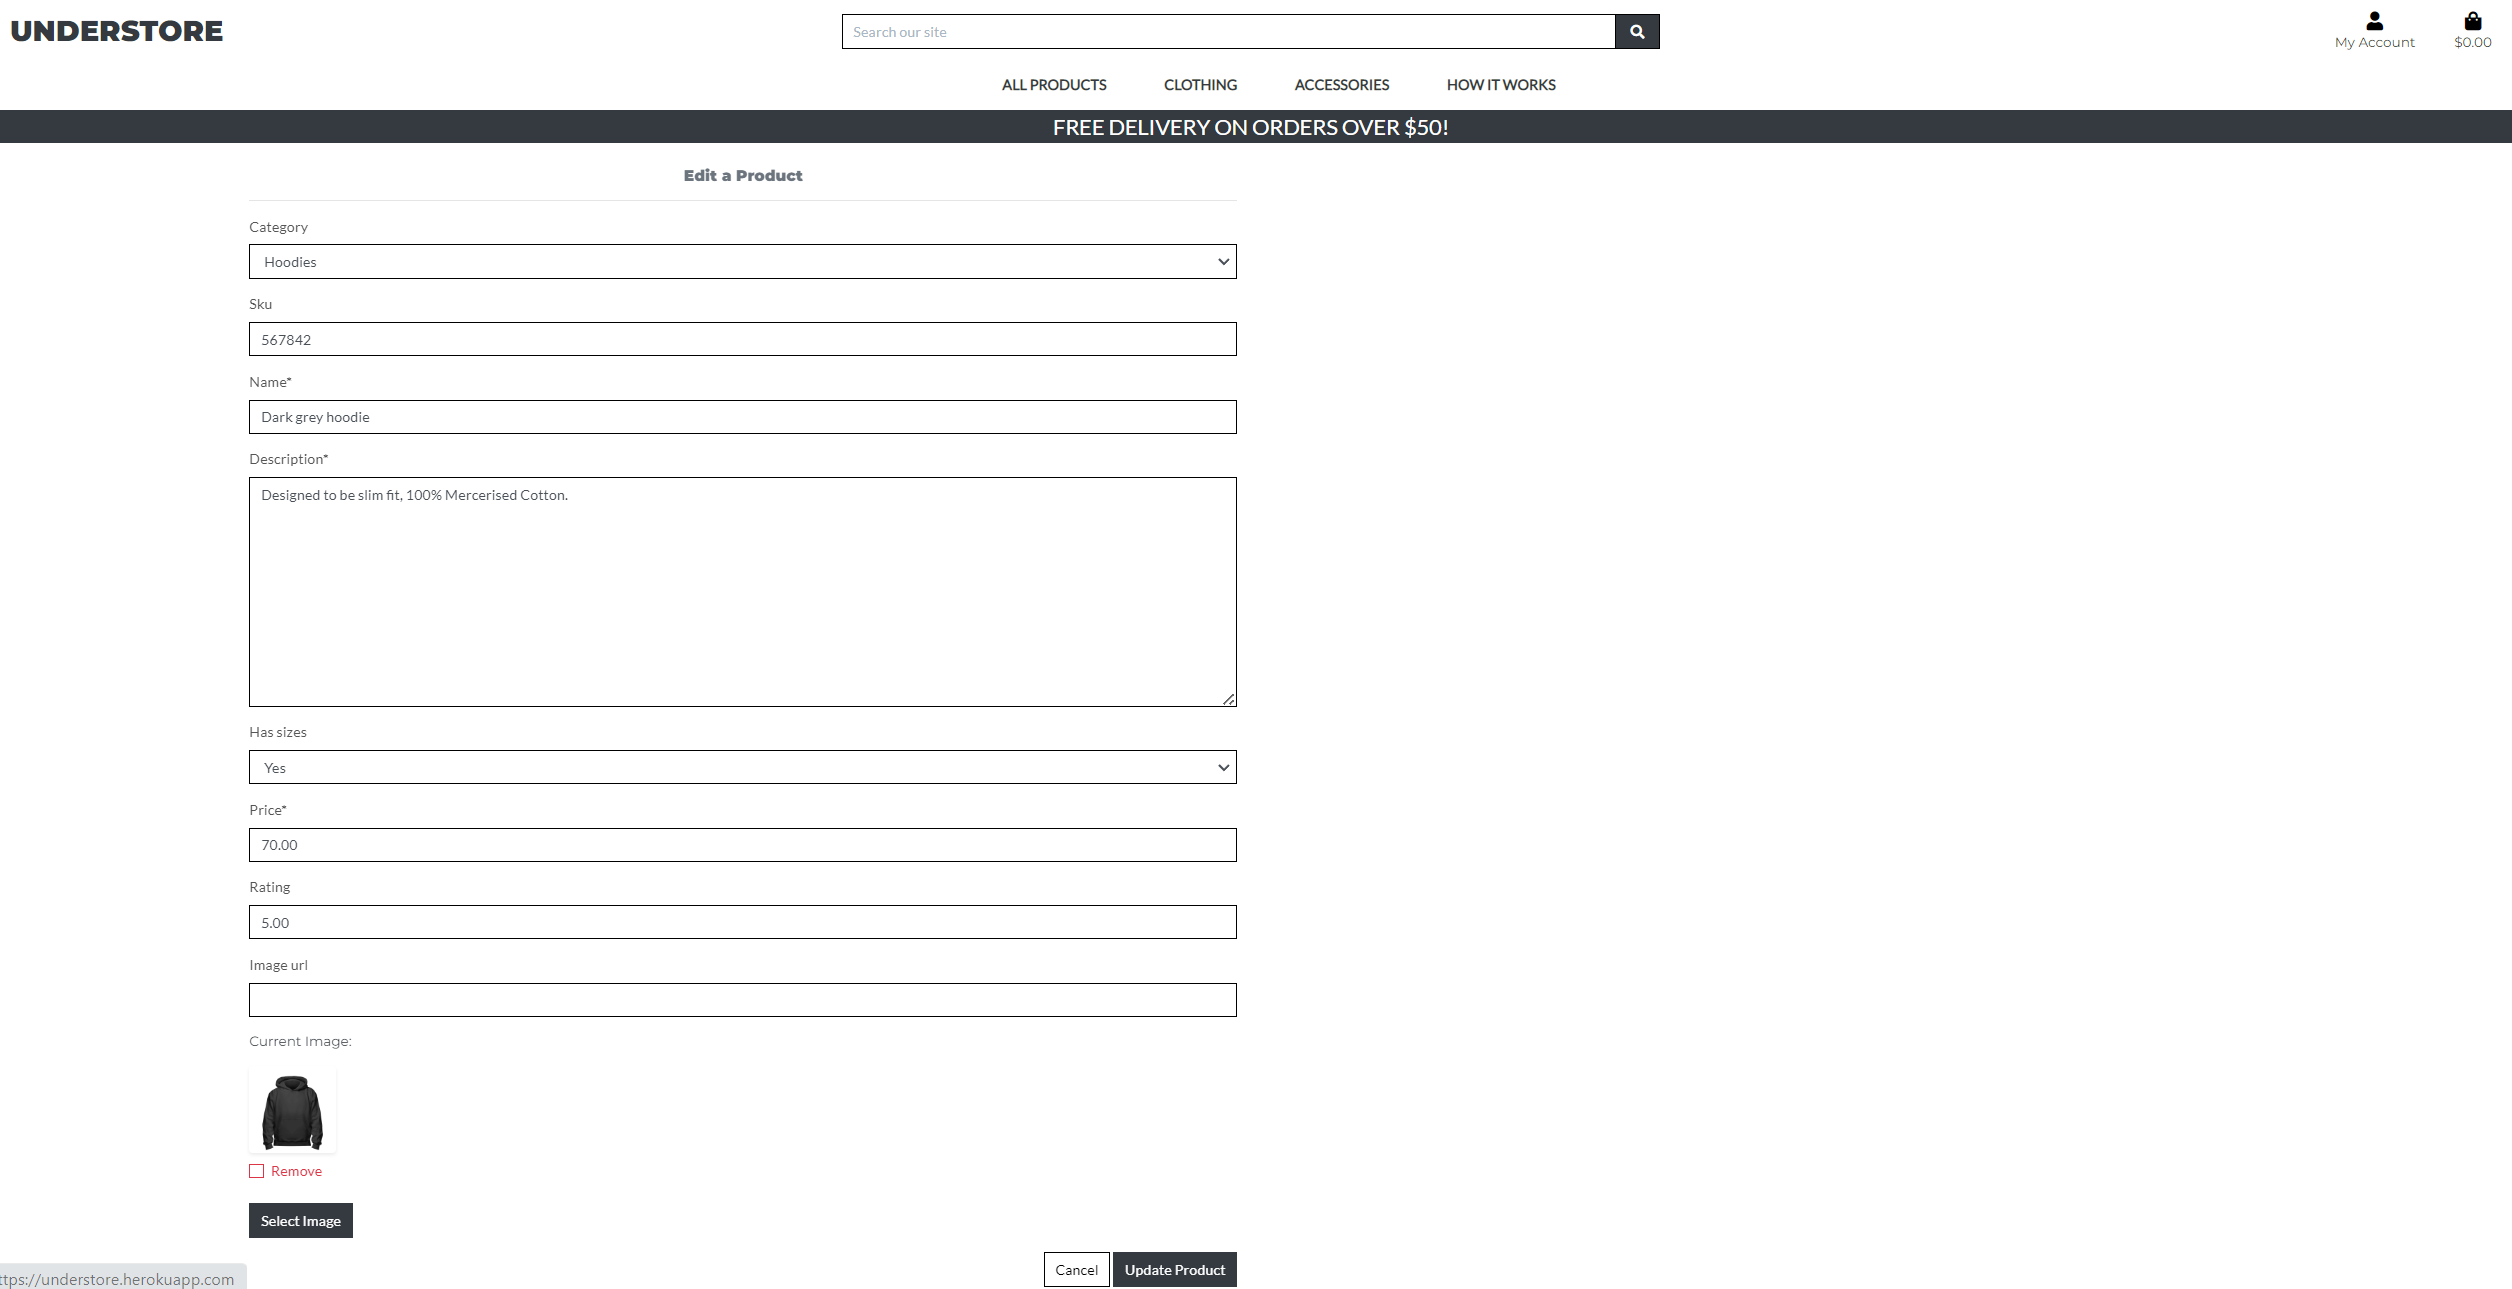 UNDERSTORE
Search our site
My Account
$0.00
ALL PRODUCTS CLOTHING ACCESSORIES HOW IT WORKS
FREE DELIVERY ON ORDERS OVER $50!
Edit a Product
Category
Hoodies
Sku
567842
Name*
Dark grey hoodie
Description*
Designed to be slim fit, 100% Mercerised Cotton.
Has sizes
Yes
Price*
70.00
Rating
5.00
Image url
Current Image:
Remove
Select Image
Cancel Update Product
ttps://understore.herokuapp.com